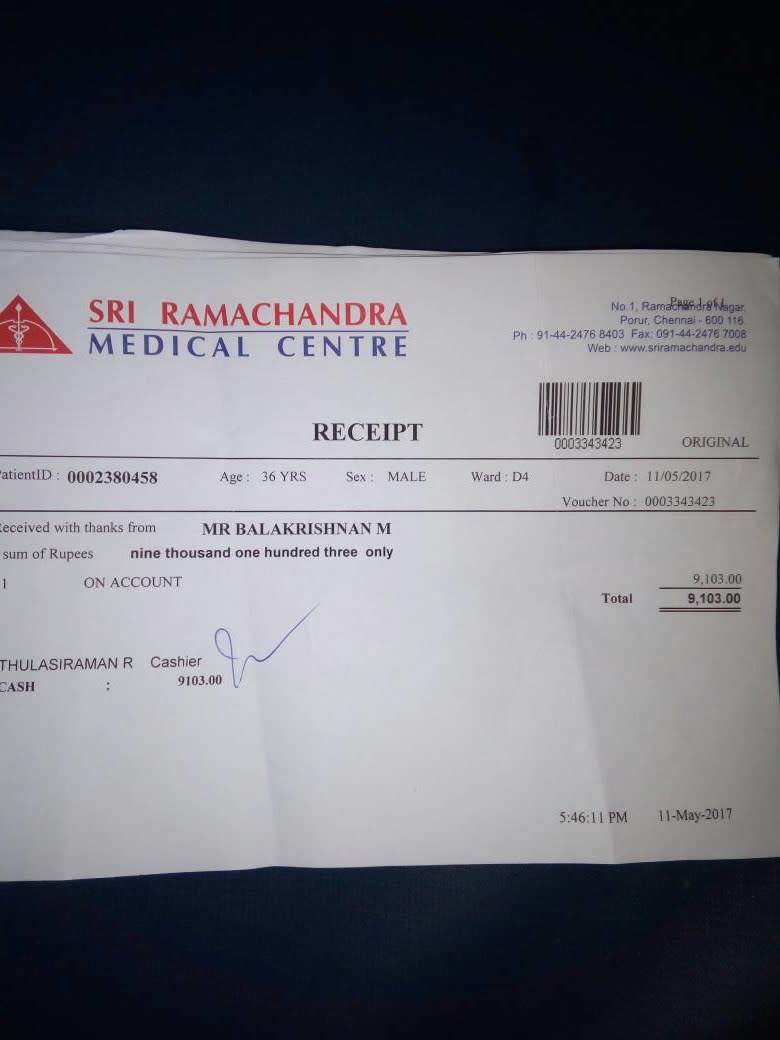 SRI RAMACHANDRA
MEDICAL CENTRE
Page 1 of 1
No.1, Ramachandra Nagar,
Porur, Chennai - 600 116.
Ph : 91-44-2476 8403 Fax: 091-44-2476 7008
Web : www.sriramachandra.edu
RECEIPT
0003343423
ORIGINAL
atientID : 0002380458 Age : 36 YRS Sex : MALE Ward : D4 Date : 11/05/2017
Voucher No : 0003343423
eceived with thanks from MR BALAKRISHNAN M
sum of Rupees nine thousand one hundred three only
1 ON ACCOUNT 9,103.00
Total 9,103.00
THULASIRAMAN R Cashier
CASH : 9103.00
5:46:11 PM 11-May-2017